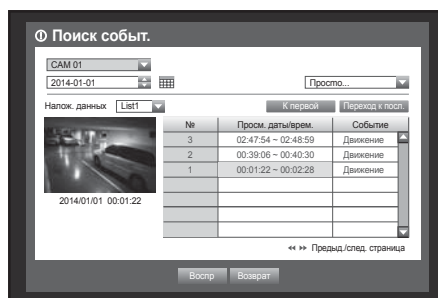 Поиск событ.
CAM 01
2014-01-01
Просто...
Налож. данных List1
К первой Переход к посл.
№ Просм. даты/врем. Событие
3 02:47:54 ~ 02:48:59 Движение
2 00:39:06 ~ 00:40:30 Движение
1 00:01:22 ~ 00:02:28 Движение
2014/01/01 00:01:22
Предыд./след. страница
Воспр Возврат